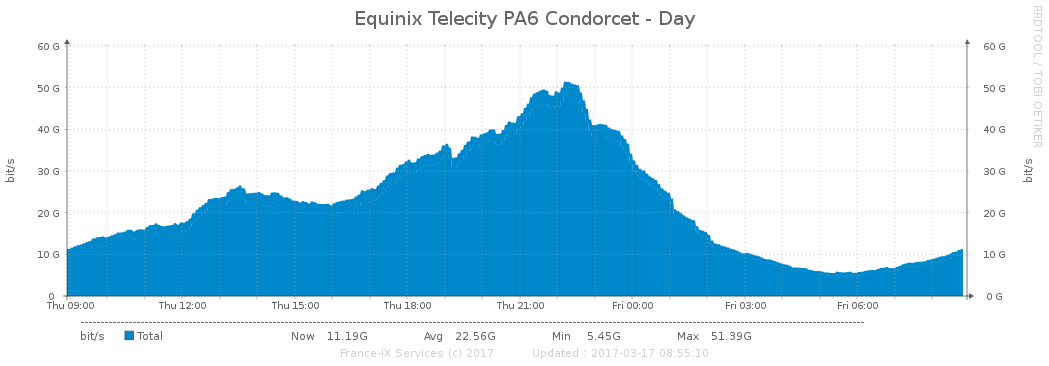 Equinix Telecity PA6 Condorcet - Day
RRDTOOL / TOBI OETIKER
60 G 60 G
50 G 50 G
40 G 40 G
30 G 30 G
20 G 20 G
10 G 10 G
0 0 G
bit/s
bit/s
Thu 09:00 Thu 12:00 Thu 15:00 Thu 18:00 Thu 21:00 Fri 00:00 Fri 03:00 Fri 06:00
bit/s Total Now 11.19G Avg 22.56G Min 5.45G Max 51.39G
France-IX Services (c) 2017 Updated : 2017-03-17 08:55:10